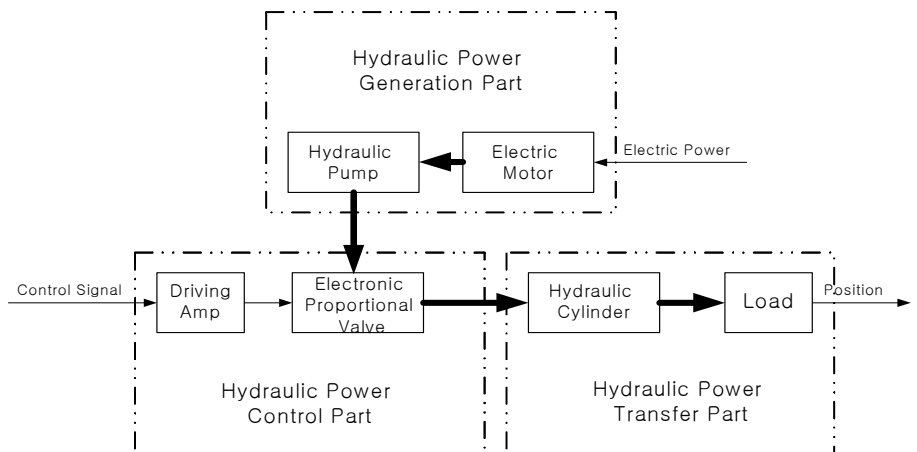 Hydraulic Power
Generation Part
Hydraulic
Pump
Electric
Motor
Electric Power
Control Signal
Driving
Amp
Electronic
Proportional
Valve
Hydraulic
Cylinder
Load
Position
Hydraulic Power
Control Part
Hydraulic Power
Transfer Part